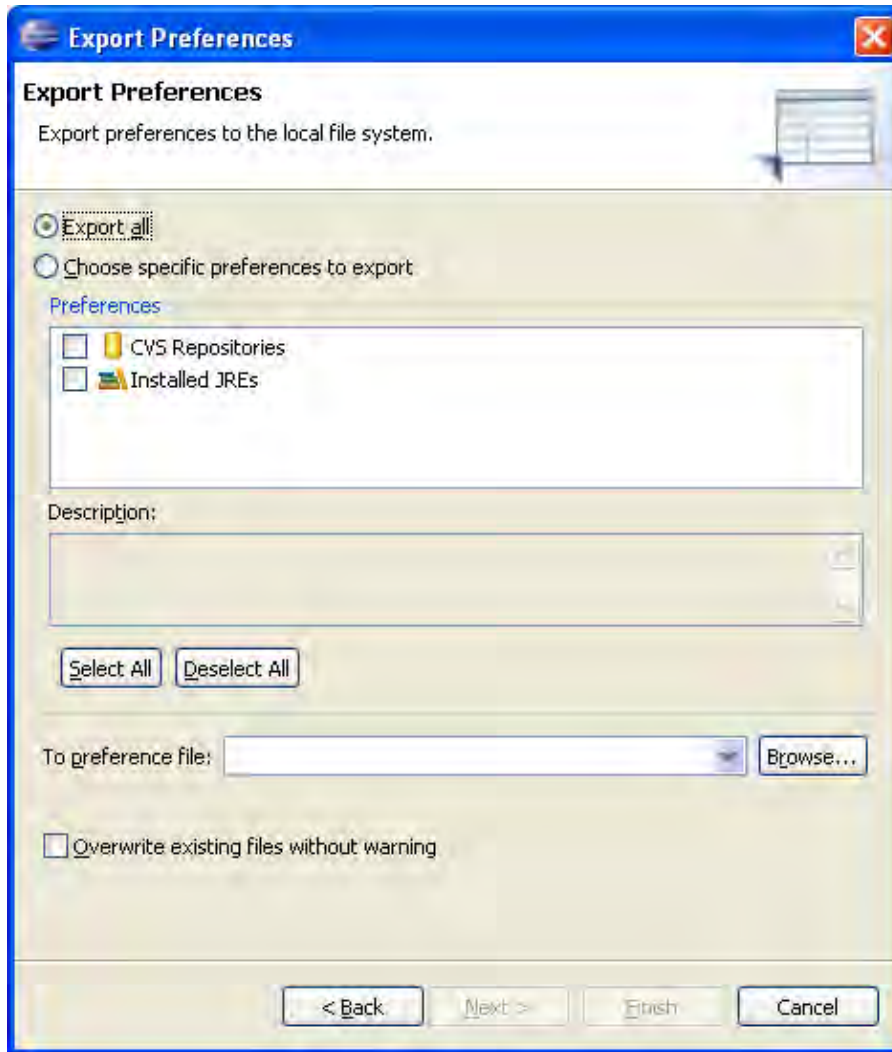 Export Preferences
Export Preferences
Export preferences to the local file system.
Export all
Choose specific preferences to export
Preferences
CVS Repositories
Installed JREs
Description:
Select All Deselect All
To preference file: Browse...
Overwrite existing files without warning
< Back Next > Finish Cancel